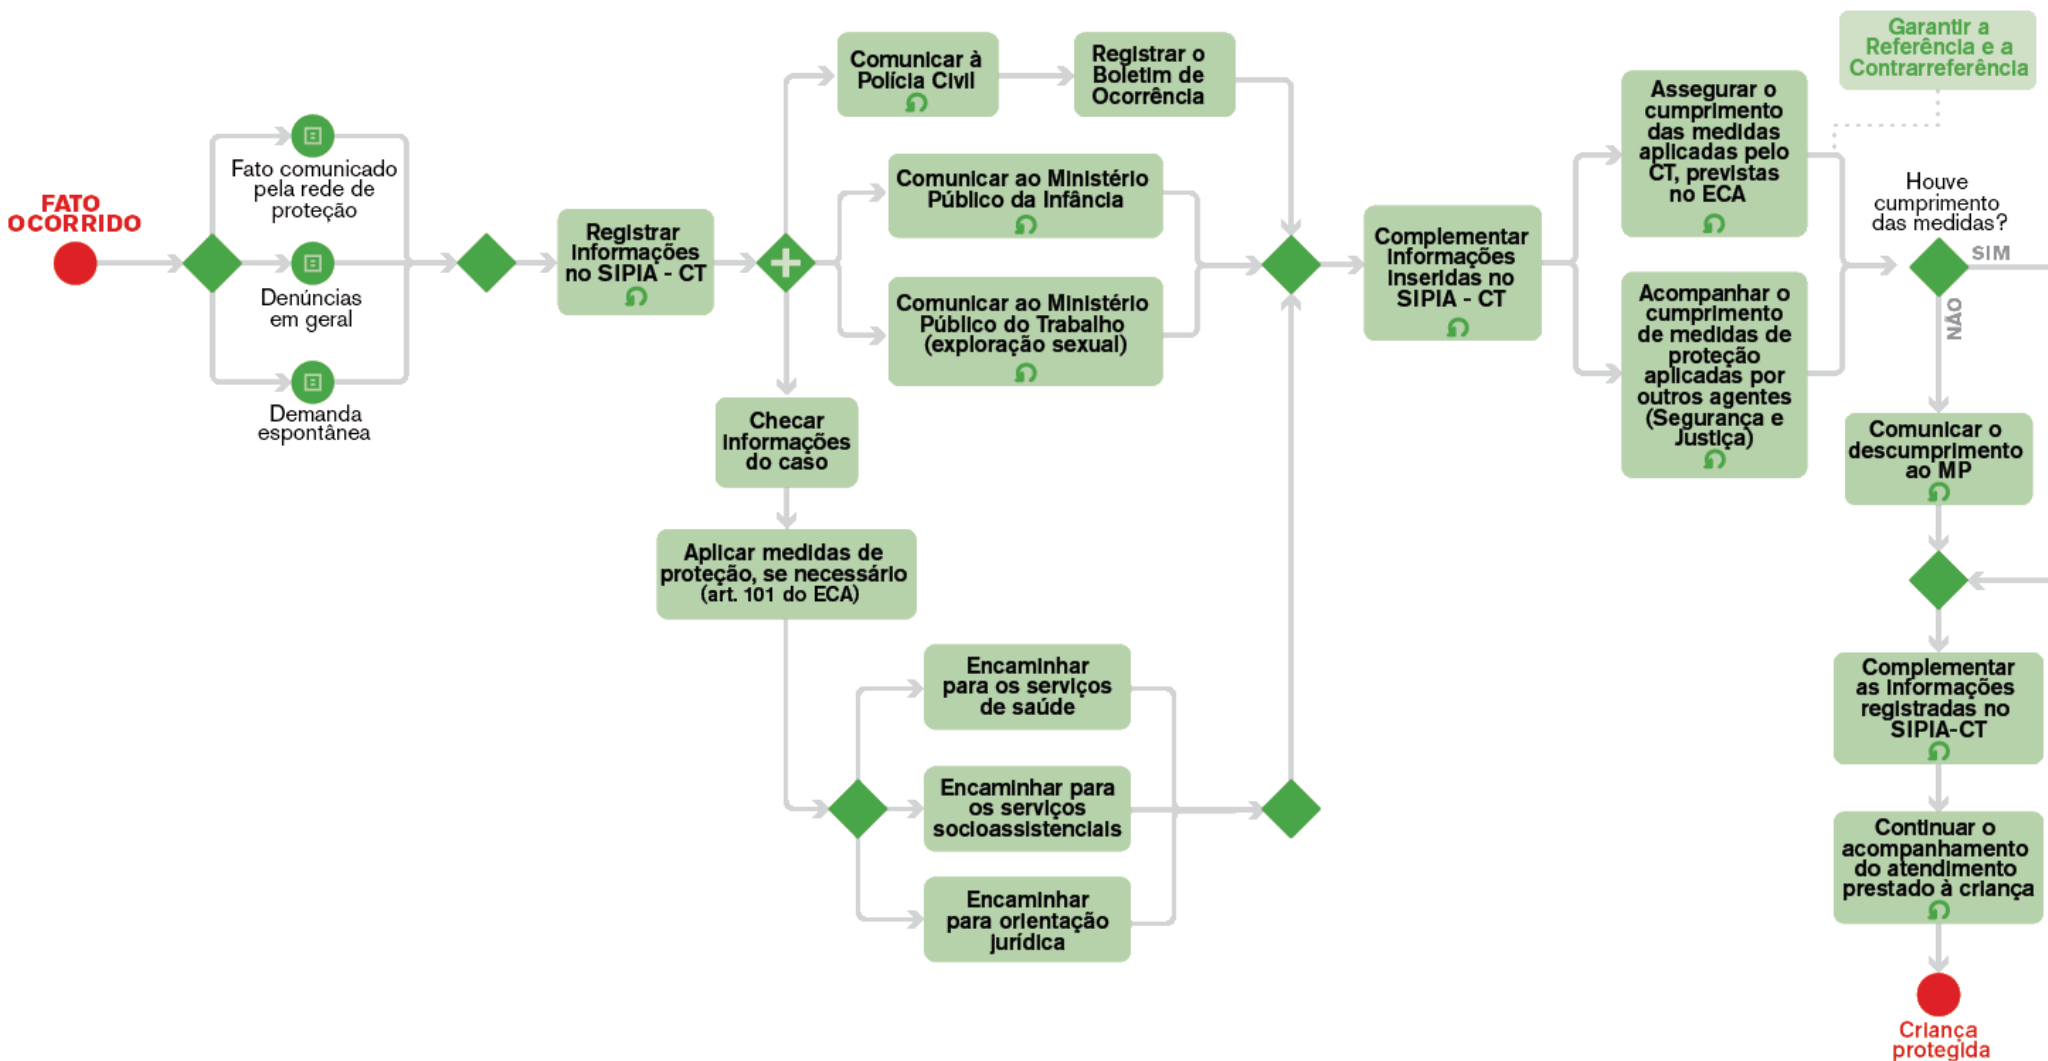 FATO
OCORRIDO
Fato comunicado
pela rede de
proteção
Denúncias
em geral
Demanda
espontânea
Registrar
Informações
no SIPIA - CT
Comunicar à
Polícia Civil
Registrar o
Boletim de
Ocorrência
Comunicar ao Ministério
Público da Infância
Comunicar ao Ministério
Público do Trabalho
(exploração sexual)
Checar
Informações
do caso
Aplicar medidas de
proteção, se necessário
(art. 101 do ECA)
Encaminhar
para os serviços
de saúde
Encaminhar para
os serviços
socioassistenciais
Encaminhar
para orientação
jurídica
Complementar
Informações
Inseridas no
SIPIA - CT
Assegurar o
cumprimento
das medidas
aplicadas pelo
CT, previstas
no ECA
Acompanhar o
cumprimento
de medidas de
proteção
aplicadas por
outros agentes
(Segurança e
Justiça)
Garantir a
Referência e a
Contrarreferência
Houve
cumprimento
das medidas?
SIM
NÃO
Comunicar o
descumprimento
ao MP
Complementar
as Informações
registradas no
SIPIA-CT
Continuar o
acompanhamento
do atendimento
prestado à criança
Criança
protegida